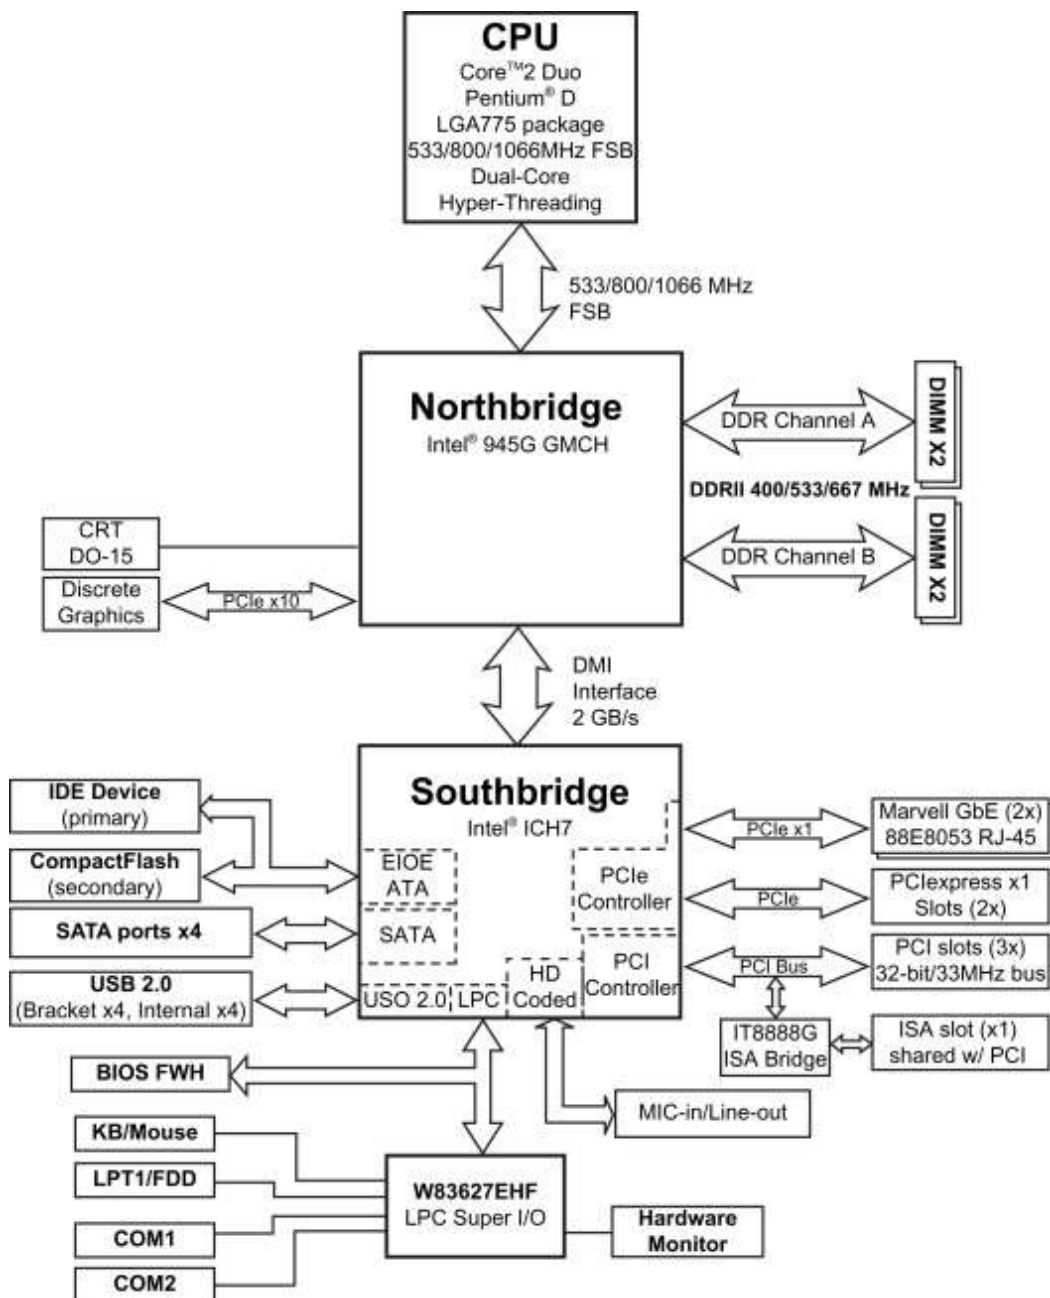 CPU
Core™2 Duo
Pentium® D
LGA775 package
533/800/1066MHz FSB
Dual-Core
Hyper-Threading
533/800/1066 MHz
FSB
Northbridge
Intel® 945G GMCH
DDR Channel A
DIMM X2
DDRII 400/533/667 MHz
DDR Channel B
DIMM X2
CRT
DO-15
Discrete
Graphics
PCIe x10
DMI
Interface
2 GB/s
Southbridge
Intel® ICH7
IDE Device
(primary)
CompactFlash
(secondary)
SATA ports x4
USB 2.0
(Bracket x4, Internal x4)
EIOE
ATA
SATA
USO 2.0
LPC
HD
Coded
PCIe
Controller
PCI
Controller
PCIe x1
Marvell GbE (2x)
88E8053 RJ-45
PCIe
PCIexpress x1
Slots (2x)
PCI Bus
PCI slots (3x)
32-bit/33MHz bus
IT8888G
ISA Bridge
ISA slot (x1)
shared w/ PCI
BIOS FWH
MIC-in/Line-out
KB/Mouse
LPT1/FDD
COM1
COM2
W83627EHF
LPC Super I/O
Hardware
Monitor